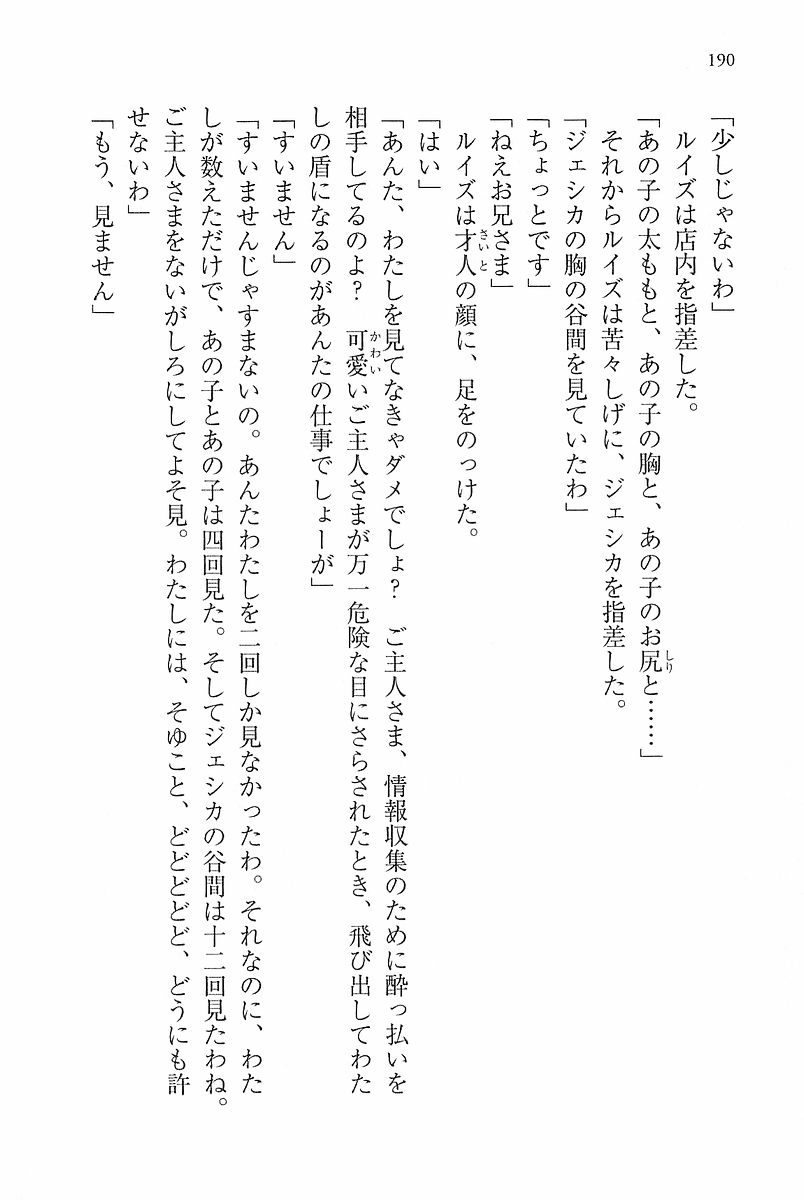 190
「少しじゃないわ」
ルイズは店内を指差した。
「あの子の太ももと、あの子の胸と、あの子のお尻と……」
それからルイズは苦々しげに、ジェシカを指差した。
「ジェシカの胸の谷間を見ていたわ」
「ちょっとです」
「ねえお兄さま」
ルイズは才人の顔に、足をのっけた。
「はい」
「あんた、わたしを見てなきゃダメでしょ？　ご主人さま、情報収集のために酔っ払いを
相手してるのよ？　可愛いご主人さまが万一危険な目にさらされたとき、飛び出してわた
しの盾になるのがあんたの仕事でしょーが」
「すいません」
「すいませんじゃすまないの。あんたわたしを二回しか見なかったわ。それなのに、わた
しが数えただけで、あの子とあの子は四回見た。そしてジェシカの谷間は十二回見たわね。
ご主人さまをないがしろにしてよそ見。わたしには、そゆこと、どどどどど、どうにも許
せないわ」
「もう、見ません」